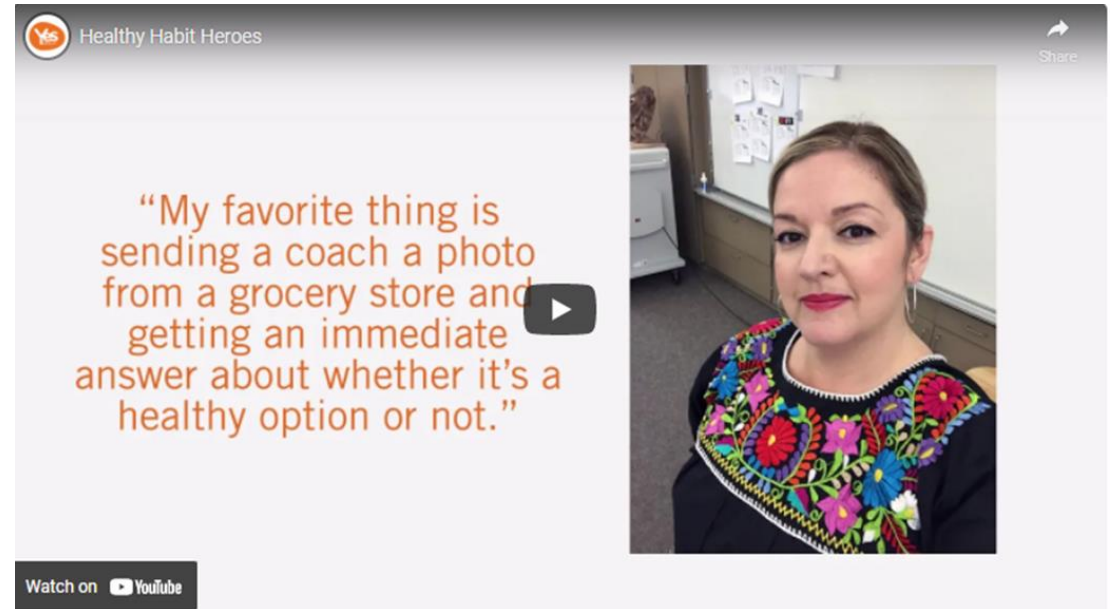 Yes
Healthy Habit Heroes
Share
“My favorite thing is
sending a coach a photo
from a grocery store and
getting an immediate
answer about whether it’s a
healthy option or not.”
Watch on YouTube